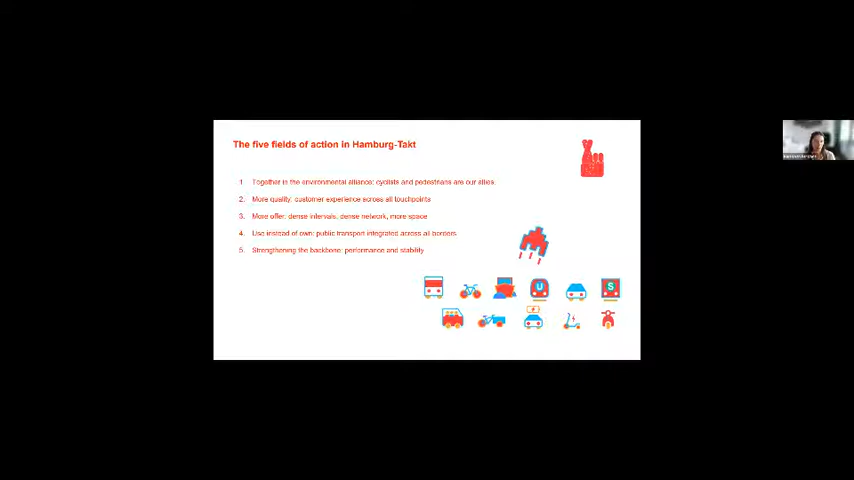 The five fields of action in Hamburg-Takt
1. Together in the environmental alliance: cyclists and pedestrians are our allies.
2. More quality: customer experience across all touchpoints
3. More offer: dense intervals, dense network, more space
4. Use instead of own: public transport integrated across all borders
5. Strengthening the backbone: performance and stability
U
S